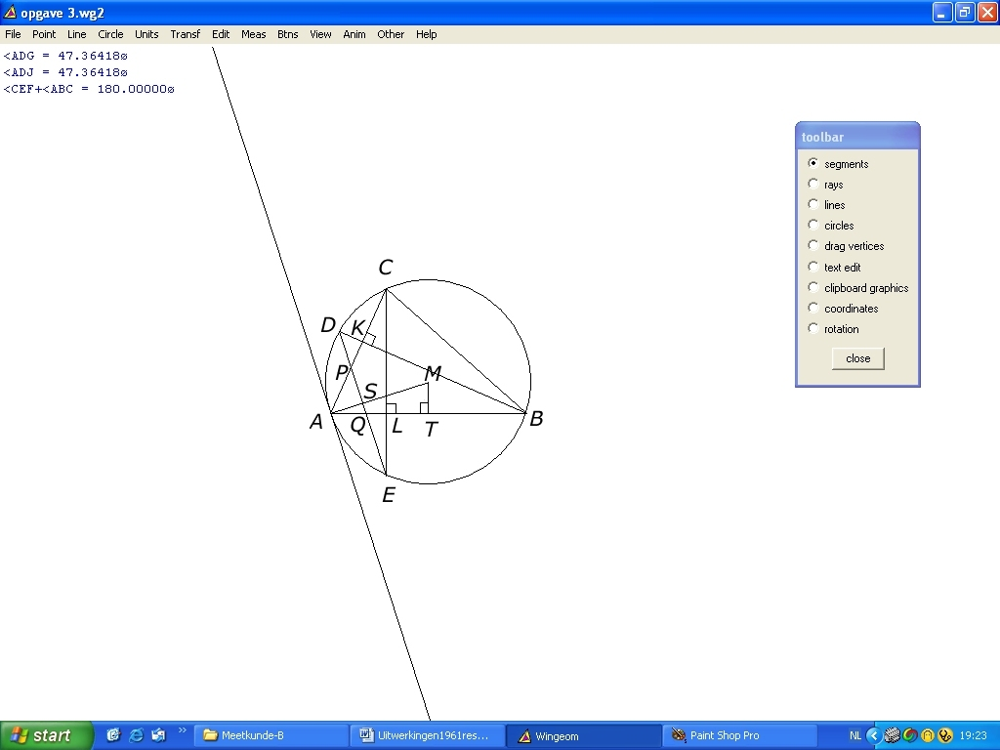 opgave 3.wg2
File Point Line Circle Units Transf Edit Meas Btns View Anim Other Help
<ADG = 47.36418ø
<ADJ = 47.36418ø
<CEF+<ABC = 180.00000ø
toolbar
segments
rays
lines
circles
drag vertices
text edit
clipboard graphics
coordinates
rotation
close
C
D K
P M
S
A Q L T B
E
start Meetkunde-B Uitwerkingen1961res... Wingeom Paint Shop Pro NL 19:23